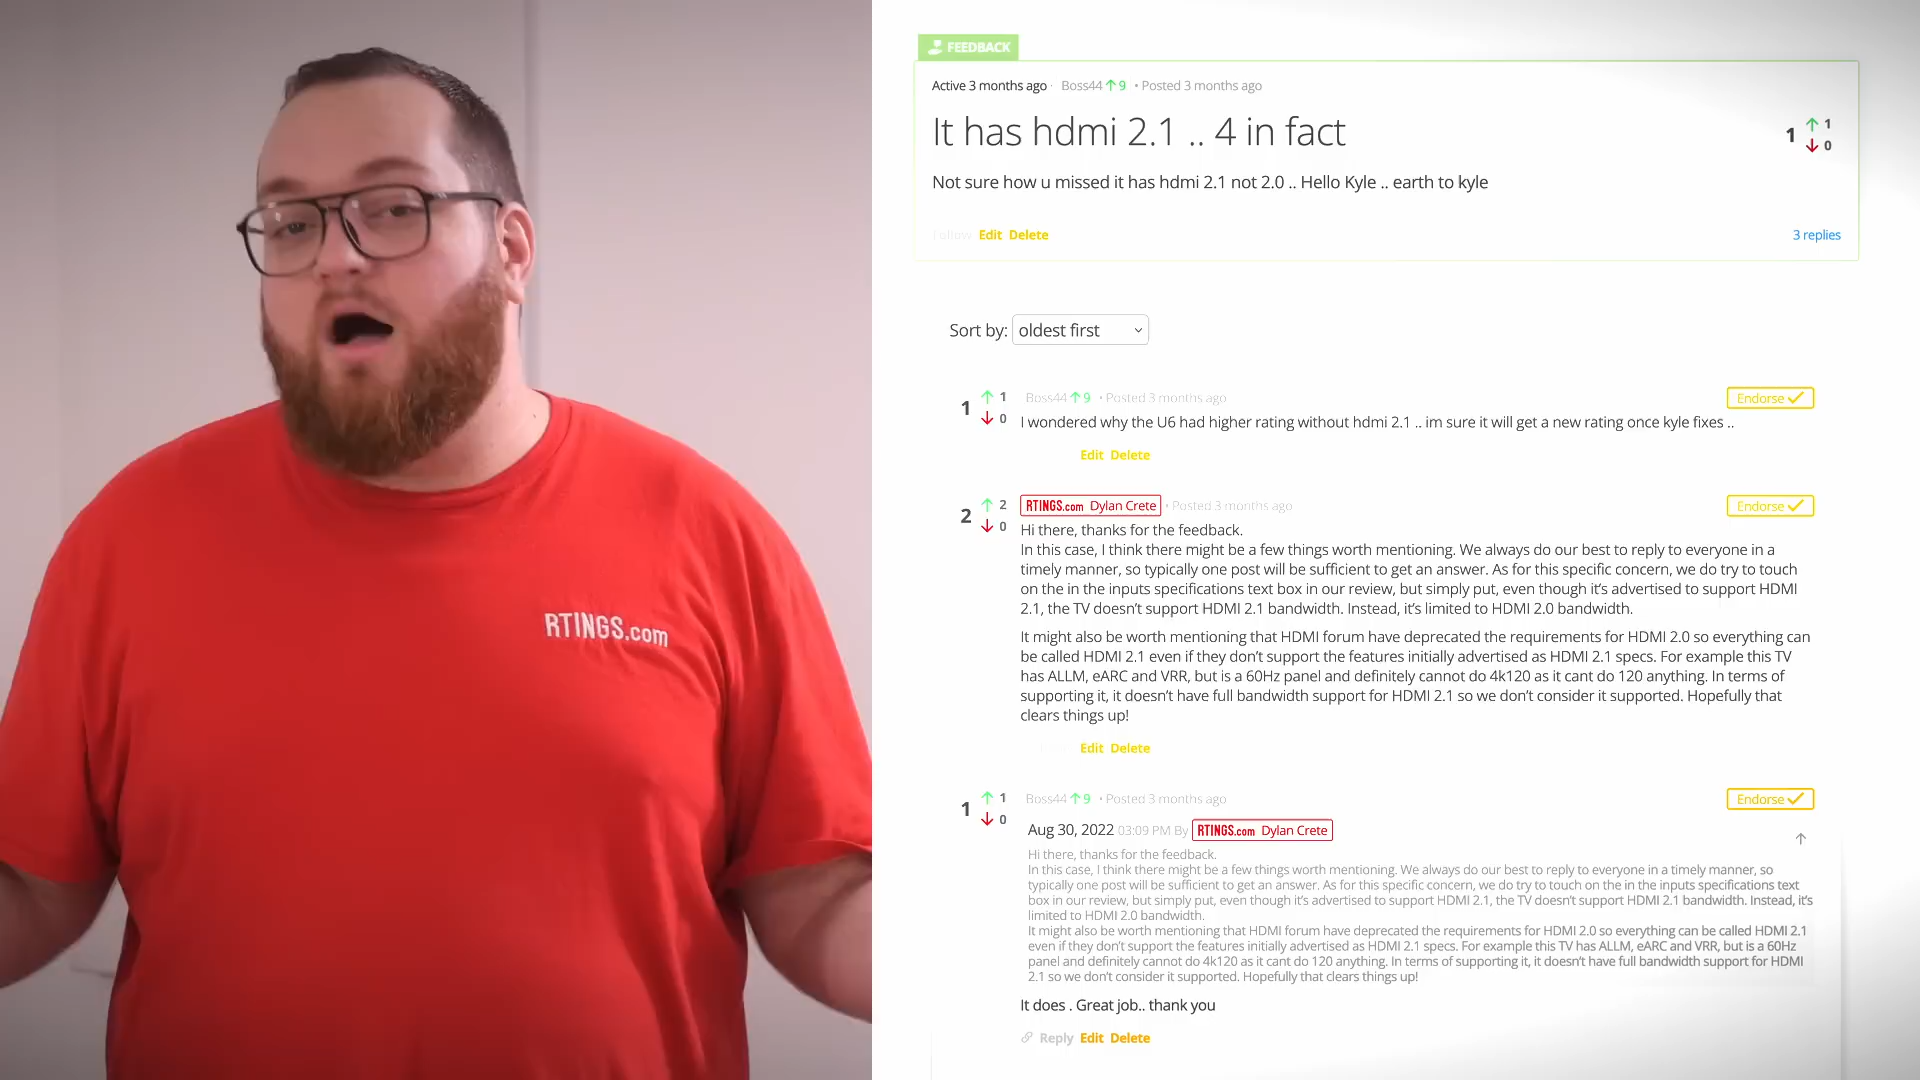 RTINGS.com
FEEDBACK
Active 3 months ago · Boss44 ↑ 9 • Posted 3 months ago
It has hdmi 2.1 .. 4 in fact
1 ↑ 1
↓ 0
Not sure how u missed it has hdmi 2.1 not 2.0 .. Hello Kyle .. earth to kyle
Follow Edit Delete
3 replies
Sort by: oldest first
1 ↑ 1
↓ 0
Boss44 ↑ 9 • Posted 3 months ago
Endorse ✓
I wondered why the U6 had higher rating without hdmi 2.1 .. im sure it will get a new rating once kyle fixes ..
Edit Delete
2 ↑ 2
↓ 0
RTINGS.com Dylan Crete • Posted 3 months ago
Endorse ✓
Hi there, thanks for the feedback.
In this case, I think there might be a few things worth mentioning. We always do our best to reply to everyone in a
timely manner, so typically one post will be sufficient to get an answer. As for this specific concern, we do try to touch
on the in the inputs specifications text box in our review, but simply put, even though it's advertised to support HDMI
2.1, the TV doesn't support HDMI 2.1 bandwidth. Instead, it's limited to HDMI 2.0 bandwidth.
It might also be worth mentioning that HDMI forum have deprecated the requirements for HDMI 2.0 so everything can
be called HDMI 2.1 even if they don't support the features initially advertised as HDMI 2.1 specs. For example this TV
has ALLM, eARC and VRR, but is a 60Hz panel and definitely cannot do 4k120 as it cant do 120 anything. In terms of
supporting it, it doesn't have full bandwidth support for HDMI 2.1 so we don't consider it supported. Hopefully that
clears things up!
Edit Delete
1 ↑ 1
↓ 0
Boss44 ↑ 9 • Posted 3 months ago
Endorse ✓
Aug 30, 2022 03:09 PM By RTINGS.com Dylan Crete
↑
Hi there, thanks for the feedback.
In this case, I think there might be a few things worth mentioning. We always do our best to reply to everyone in a timely manner, so
typically one post will be sufficient to get an answer. As for this specific concern, we do try to touch on the in the inputs specifications text
box in our review, but simply put, even though it's advertised to support HDMI 2.1, the TV doesn't support HDMI 2.1 bandwidth. Instead, it's
limited to HDMI 2.0 bandwidth.
It might also be worth mentioning that HDMI forum have deprecated the requirements for HDMI 2.0 so everything can be called HDMI 2.1
even if they don't support the features initially advertised as HDMI 2.1 specs. For example this TV has ALLM, eARC and VRR, but is a 60Hz
panel and definitely cannot do 4k120 as it cant do 120 anything. In terms of supporting it, it doesn't have full bandwidth support for HDMI
2.1 so we don't consider it supported. Hopefully that clears things up!
It does . Great job.. thank you
Reply Edit Delete